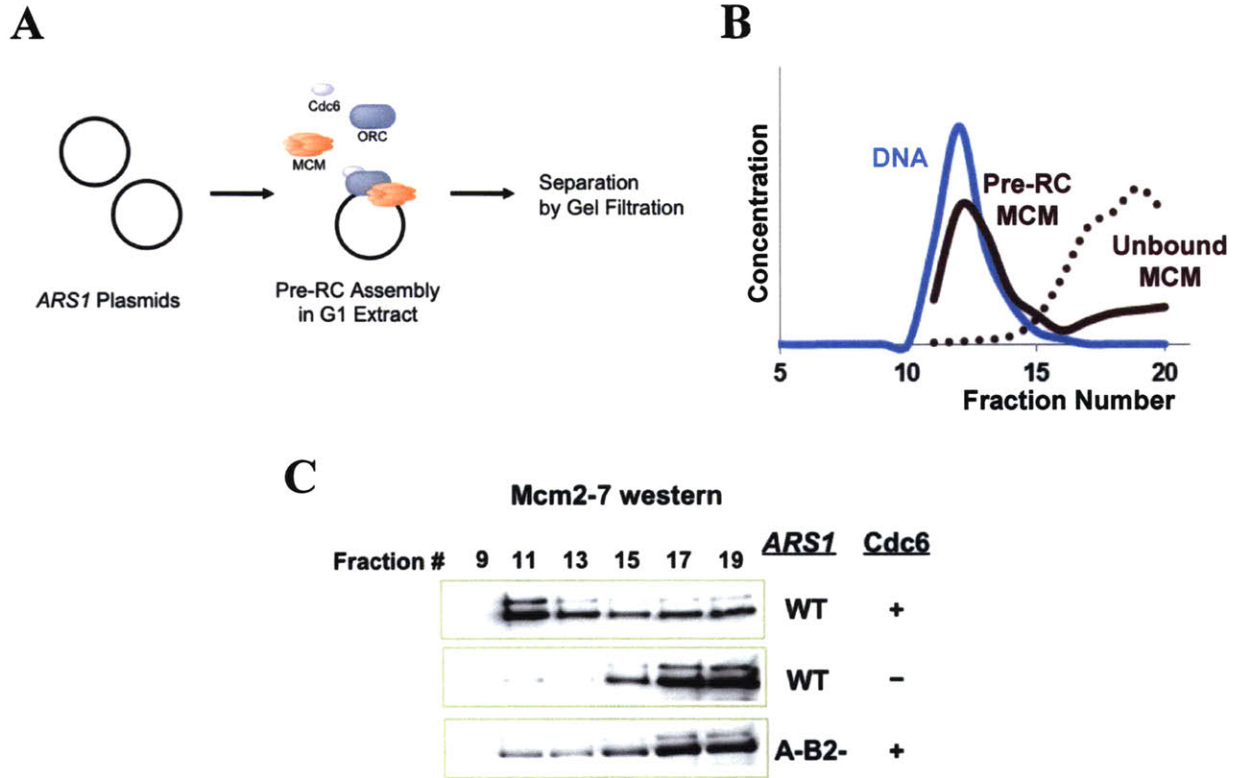 A
Cdc6
ORC
MCM
ARS1 Plasmids
Pre-RC Assembly
in G1 Extract
Separation
by Gel Filtration
B
Concentration
DNA
Pre-RC
MCM
Unbound
MCM
5 10 15 20
Fraction Number
C
Mcm2-7 western
Fraction # 9 11 13 15 17 19 ARS1 Cdc6
WT +
WT −
A-B2- +